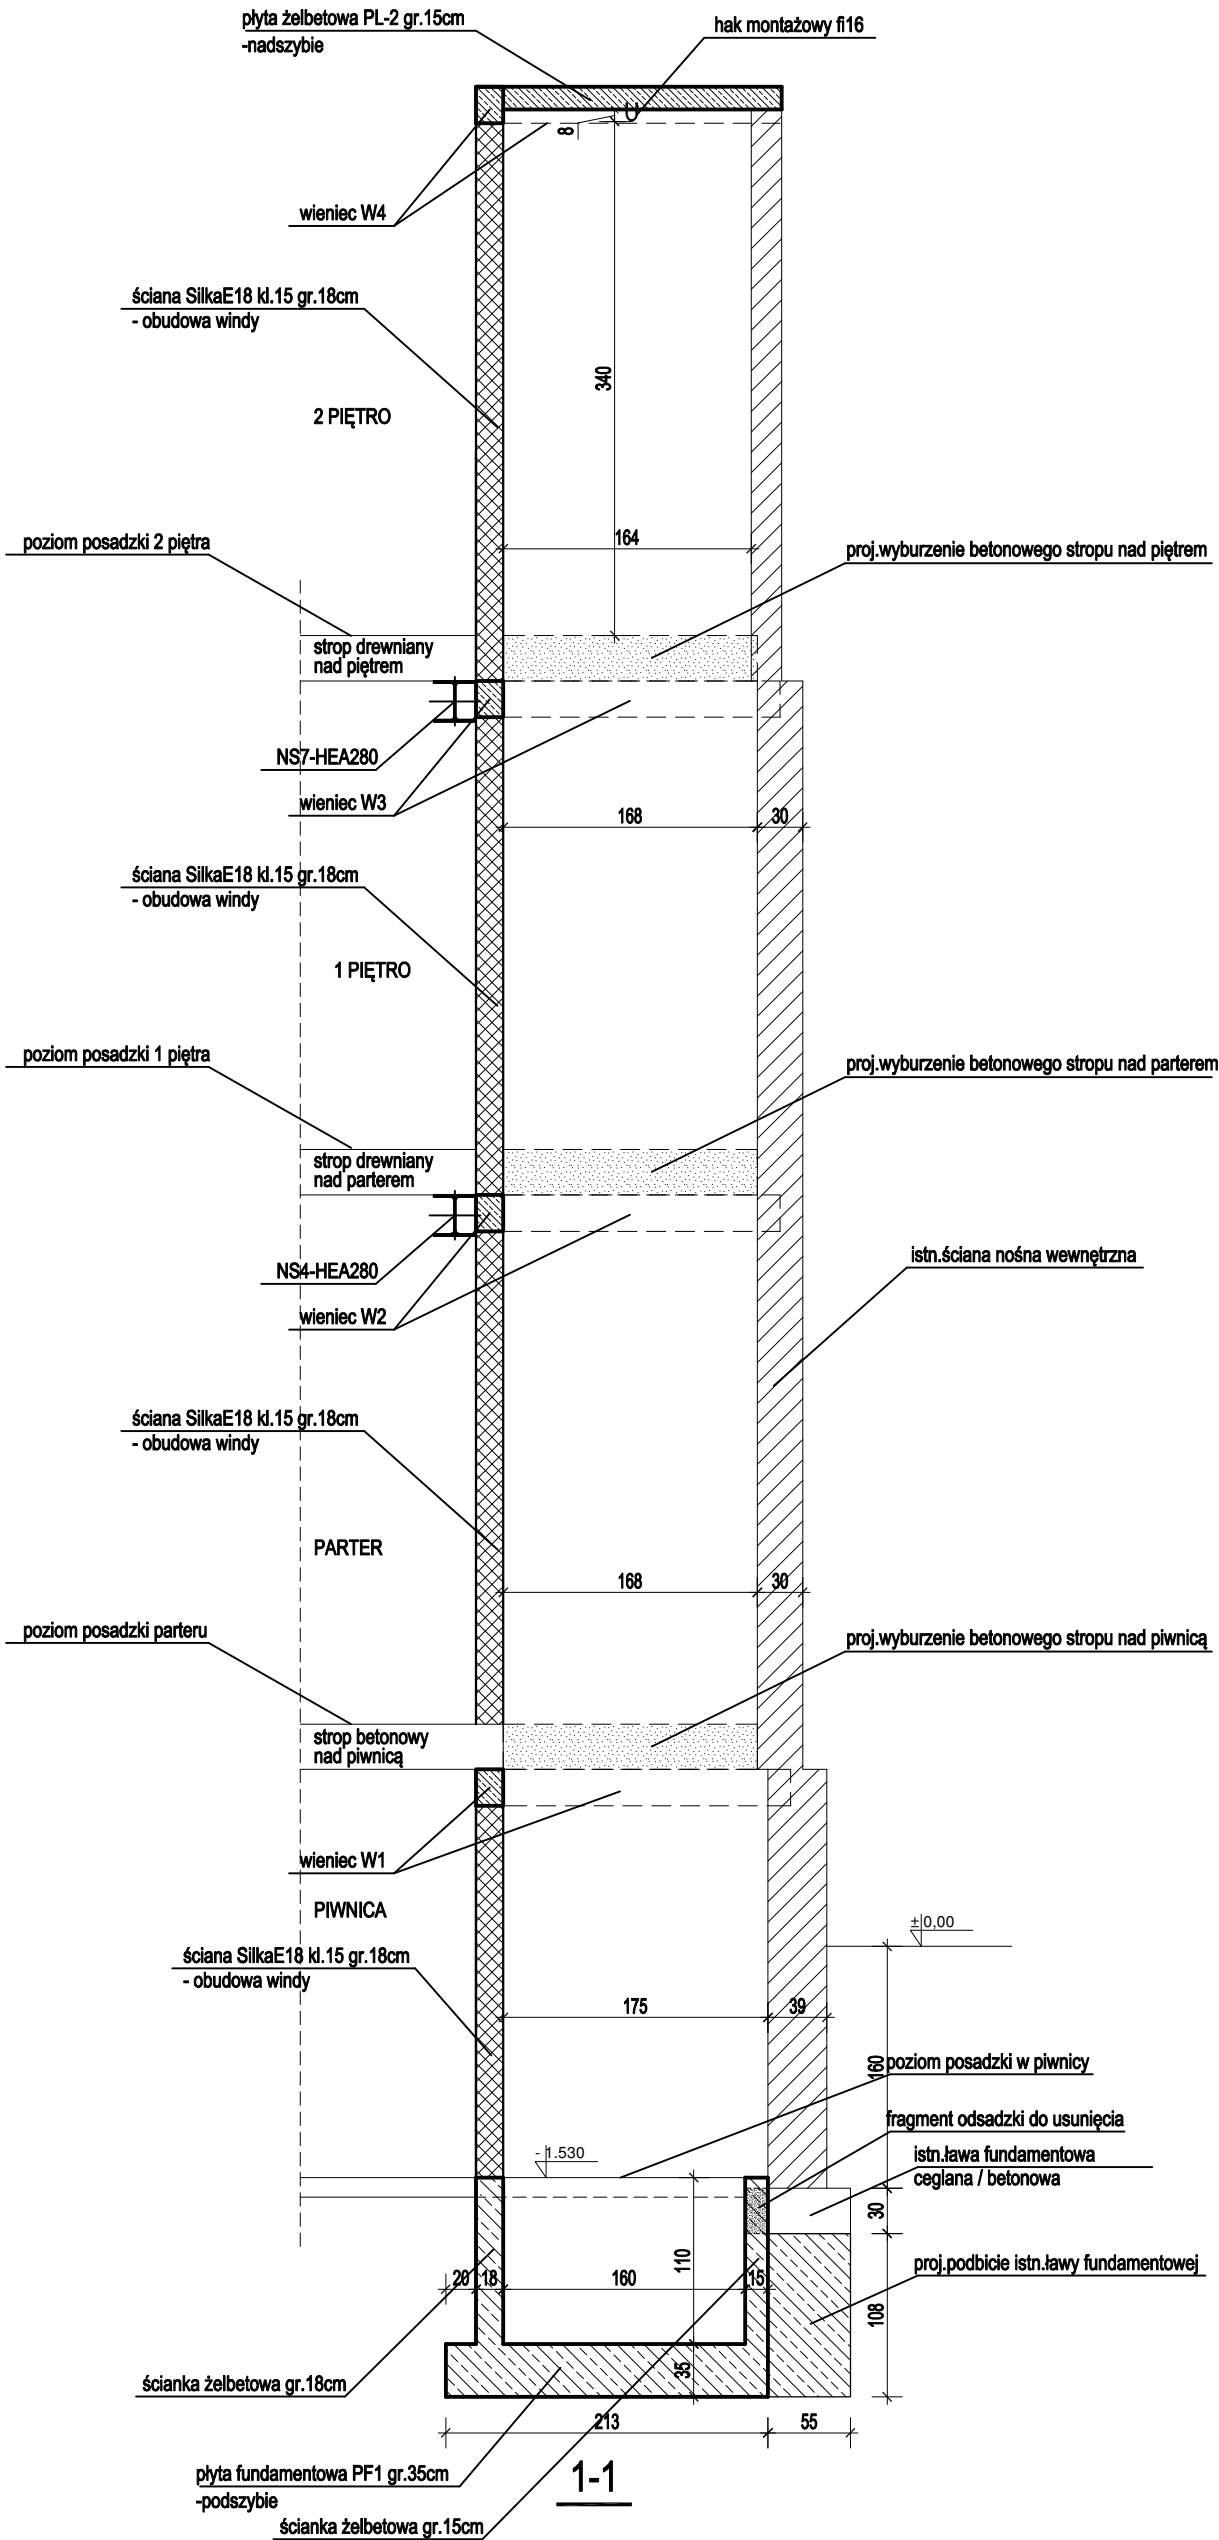 płyta żelbetowa PL-2 gr.15cm
-nadszybie
hak montażowy fi16
8
wieniec W4
ściana SilkaE18 kl.15 gr.18cm
- obudowa windy
340
2 PIĘTRO
164
poziom posadzki 2 piętra
proj.wyburzenie betonowego stropu nad piętrem
strop drewniany
nad piętrem
NS7-HEA280
wieniec W3
168
30
ściana SilkaE18 kl.15 gr.18cm
- obudowa windy
1 PIĘTRO
poziom posadzki 1 piętra
proj.wyburzenie betonowego stropu nad parterem
strop drewniany
nad parterem
istn.ściana nośna wewnętrzna
NS4-HEA280
wieniec W2
ściana SilkaE18 kl.15 gr.18cm
- obudowa windy
PARTER
168
30
poziom posadzki parteru
proj.wyburzenie betonowego stropu nad piwnicą
strop betonowy
nad piwnicą
wieniec W1
PIWNICA
±0,00
ściana SilkaE18 kl.15 gr.18cm
- obudowa windy
175
39
160
poziom posadzki w piwnicy
fragment odsadzki do usunięcia
- 1.530
istn.ława fundamentowa
ceglana / betonowa
30
110
proj.podbicie istn.ławy fundamentowej
20
18
160
15
108
35
ścianka żelbetowa gr.18cm
213
55
płyta fundamentowa PF1 gr.35cm
-podszybie
1-1
ścianka żelbetowa gr.15cm